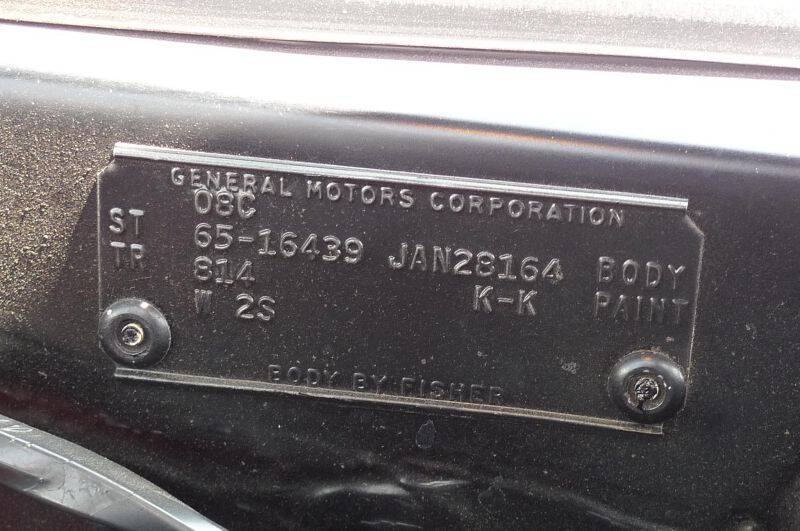 GENERAL MOTORS CORPORATION
08C
ST 65-16439 JAN28164 BODY
TR 814 K-K PAINT
W 2S
BODY BY FISHER